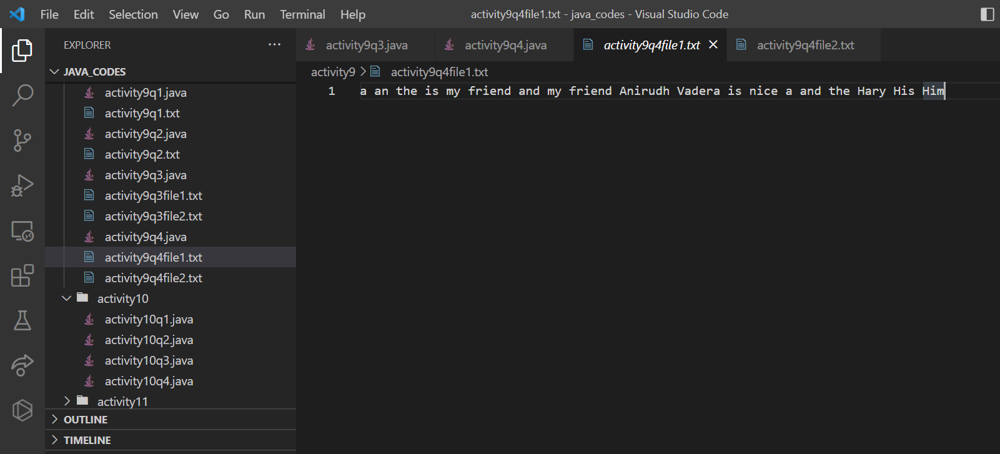 File Edit Selection View Go Run Terminal Help
activity9q4file1.txt - java_codes - Visual Studio Code
EXPLORER
JAVA_CODES
activity9q1.java
activity9q1.txt
activity9q2.java
activity9q2.txt
activity9q3.java
activity9q3file1.txt
activity9q3file2.txt
activity9q4.java
activity9q4file1.txt
activity9q4file2.txt
activity10
activity10q1.java
activity10q2.java
activity10q3.java
activity10q4.java
activity11
OUTLINE
TIMELINE
activity9q3.java activity9q4.java activity9q4file1.txt activity9q4file2.txt
activity9 > activity9q4file1.txt
1 a an the is my friend and my friend Anirudh Vadera is nice a and the Hary His Him